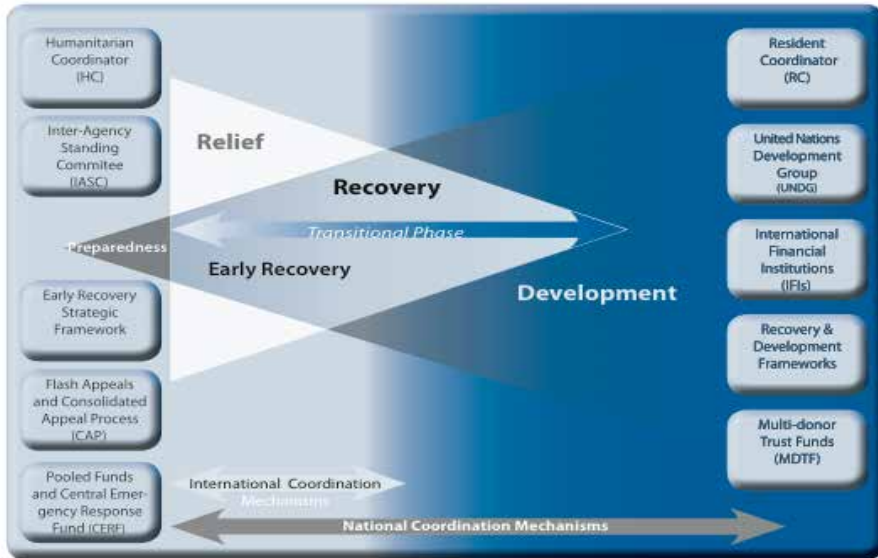 Humanitarian
Coordinator
(HC)
Inter-Agency
Standing
Commitee
(IASC)
Early Recovery
Strategic
Framework
Flash Appeals
and Consolidated
Appeal Process
(CAP)
Pooled Funds
and Central Emer-
gency Response
Fund (CERF)
Relief
Recovery
Transitional Phase
-Preparedness
Early Recovery
Development
International Coordination
Mechanisms
National Coordination Mechanisms
Resident
Coordinator
(RC)
United Nations
Development
Group
(UNDG)
International
Financial
Institutions
(IFIs)
Recovery &
Development
Frameworks
Multi-donor
Trust Funds
(MDTF)